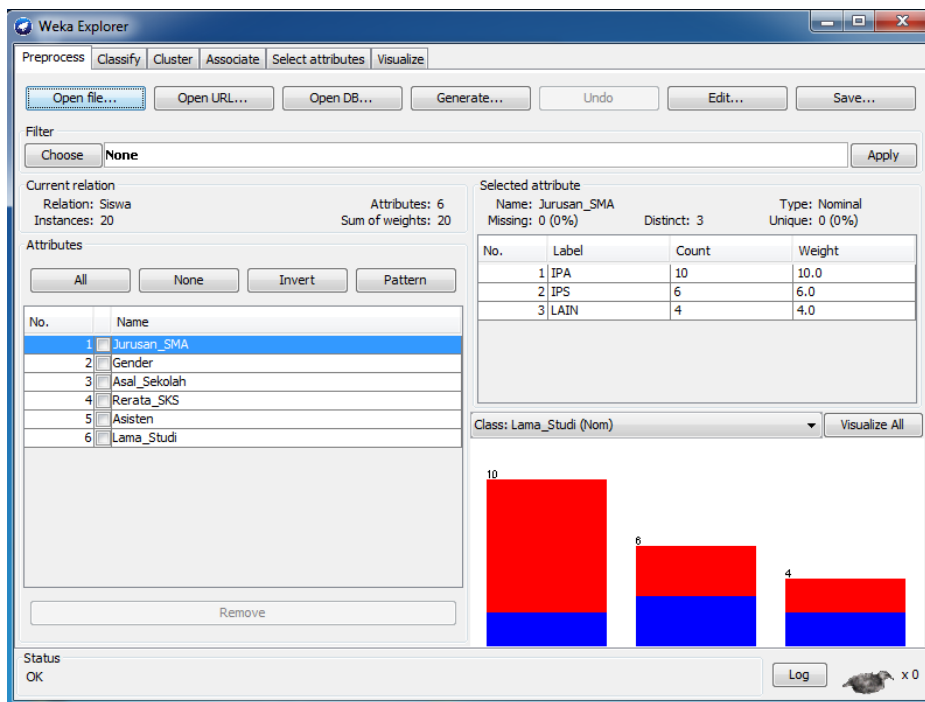 Weka Explorer
Preprocess Classify Cluster Associate Select attributes Visualize
Open file... Open URL... Open DB... Generate... Undo Edit... Save...
Filter
Choose None Apply
Current relation
Relation: Siswa Attributes: 6
Instances: 20 Sum of weights: 20
Selected attribute
Name: Jurusan_SMA Type: Nominal
Missing: 0 (0%) Distinct: 3 Unique: 0 (0%)
Attributes
All None Invert Pattern
No. Name
1 Jurusan_SMA
2 Gender
3 Asal_Sekolah
4 Rerata_SKS
5 Asisten
6 Lama_Studi
Remove
No. Label Count Weight
1 IPA 10 10.0
2 IPS 6 6.0
3 LAIN 4 4.0
Class: Lama_Studi (Nom) Visualize All
10
6
4
Status
OK
Log x 0